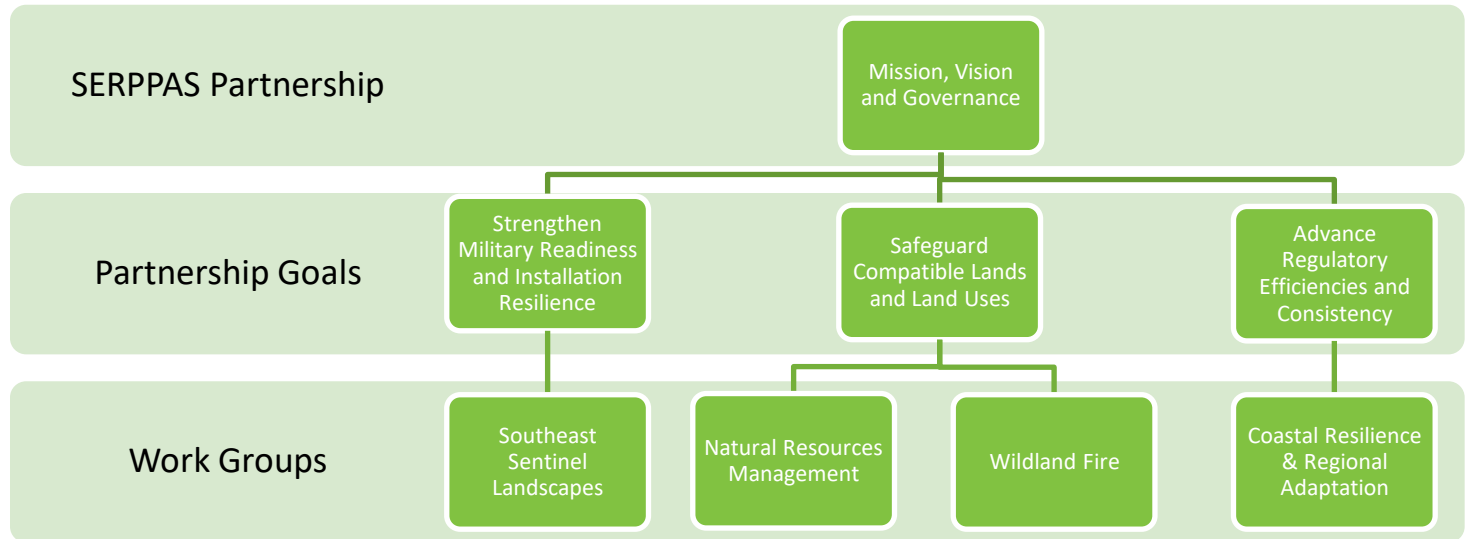 SERPPAS Partnership
Mission, Vision
and Governance
Partnership Goals
Strengthen
Military Readiness
and Installation
Resilience
Safeguard
Compatible Lands
and Land Uses
Advance
Regulatory
Efficiencies and
Consistency
Work Groups
Southeast
Sentinel
Landscapes
Natural Resources
Management
Wildland Fire
Coastal Resilience
& Regional
Adaptation